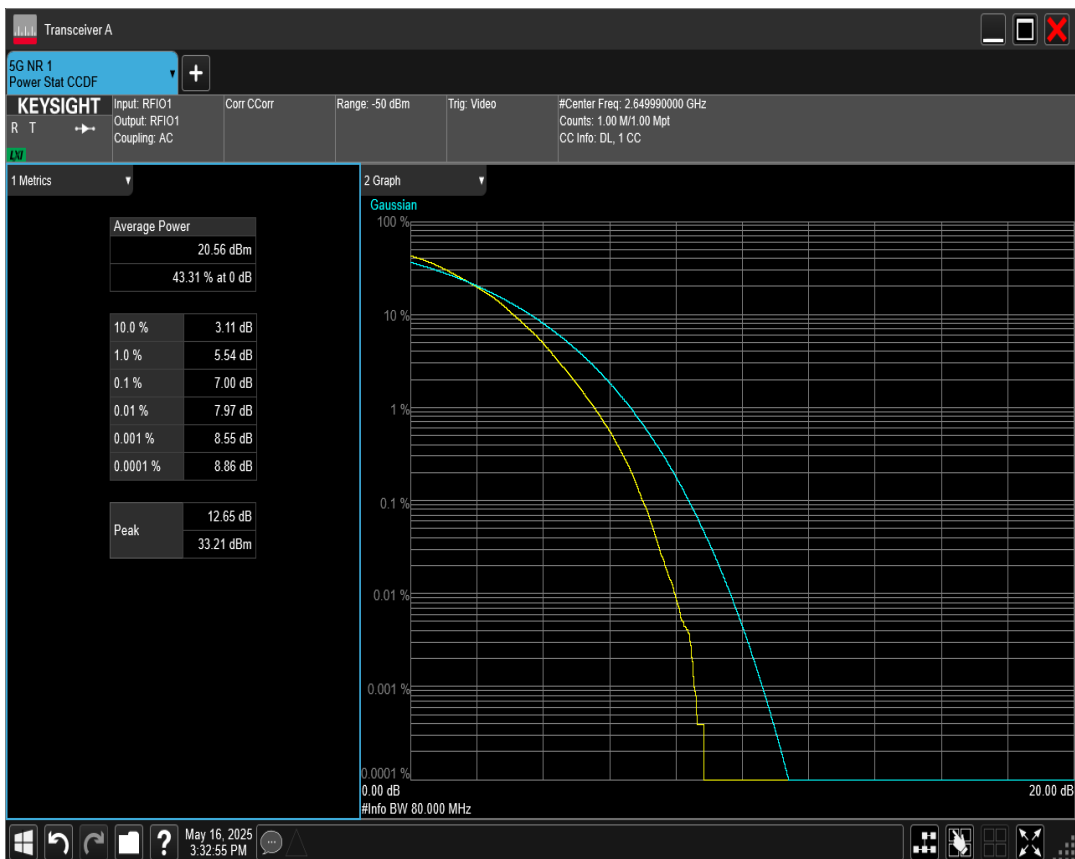 Transceiver A
5G NR 1
Power Stat CCDF
+
KEYSIGHT
R T
LXI
Input: RFIO1
Output: RFIO1
Coupling: AC
Corr CCorr
Range: -50 dBm
Trig: Video
#Center Freq: 2.649990000 GHz
Counts: 1.00 M/1.00 Mpt
CC Info: DL, 1 CC
1 Metrics
Average Power
20.56 dBm
43.31 % at 0 dB
10.0 % 3.11 dB
1.0 % 5.54 dB
0.1 % 7.00 dB
0.01 % 7.97 dB
0.001 % 8.55 dB
0.0001 % 8.86 dB
Peak
12.65 dB
33.21 dBm
2 Graph
Gaussian
100 %
10 %
1 %
0.1 %
0.01 %
0.001 %
0.0001 %
0.00 dB
20.00 dB
#Info BW 80.000 MHz
?
May 16, 2025
3:32:55 PM